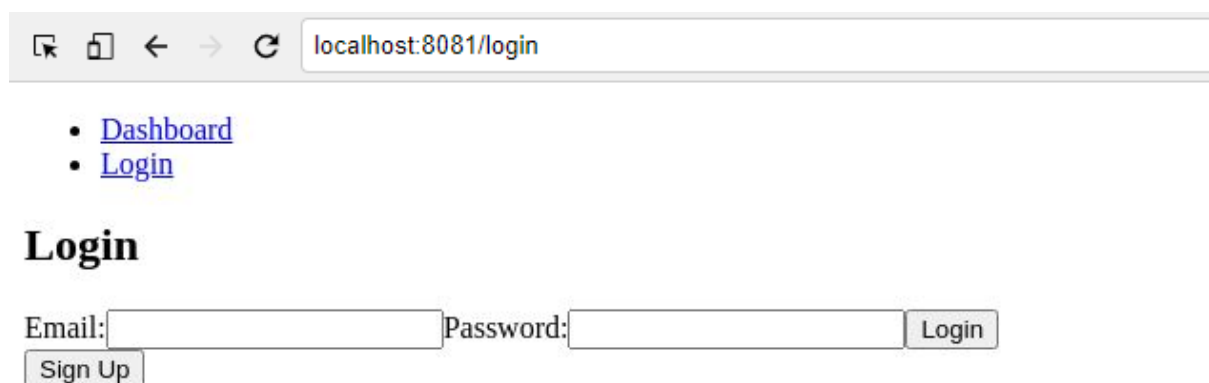 localhost:8081/login
Dashboard
Login
Login
Email: Password: Login
Sign Up